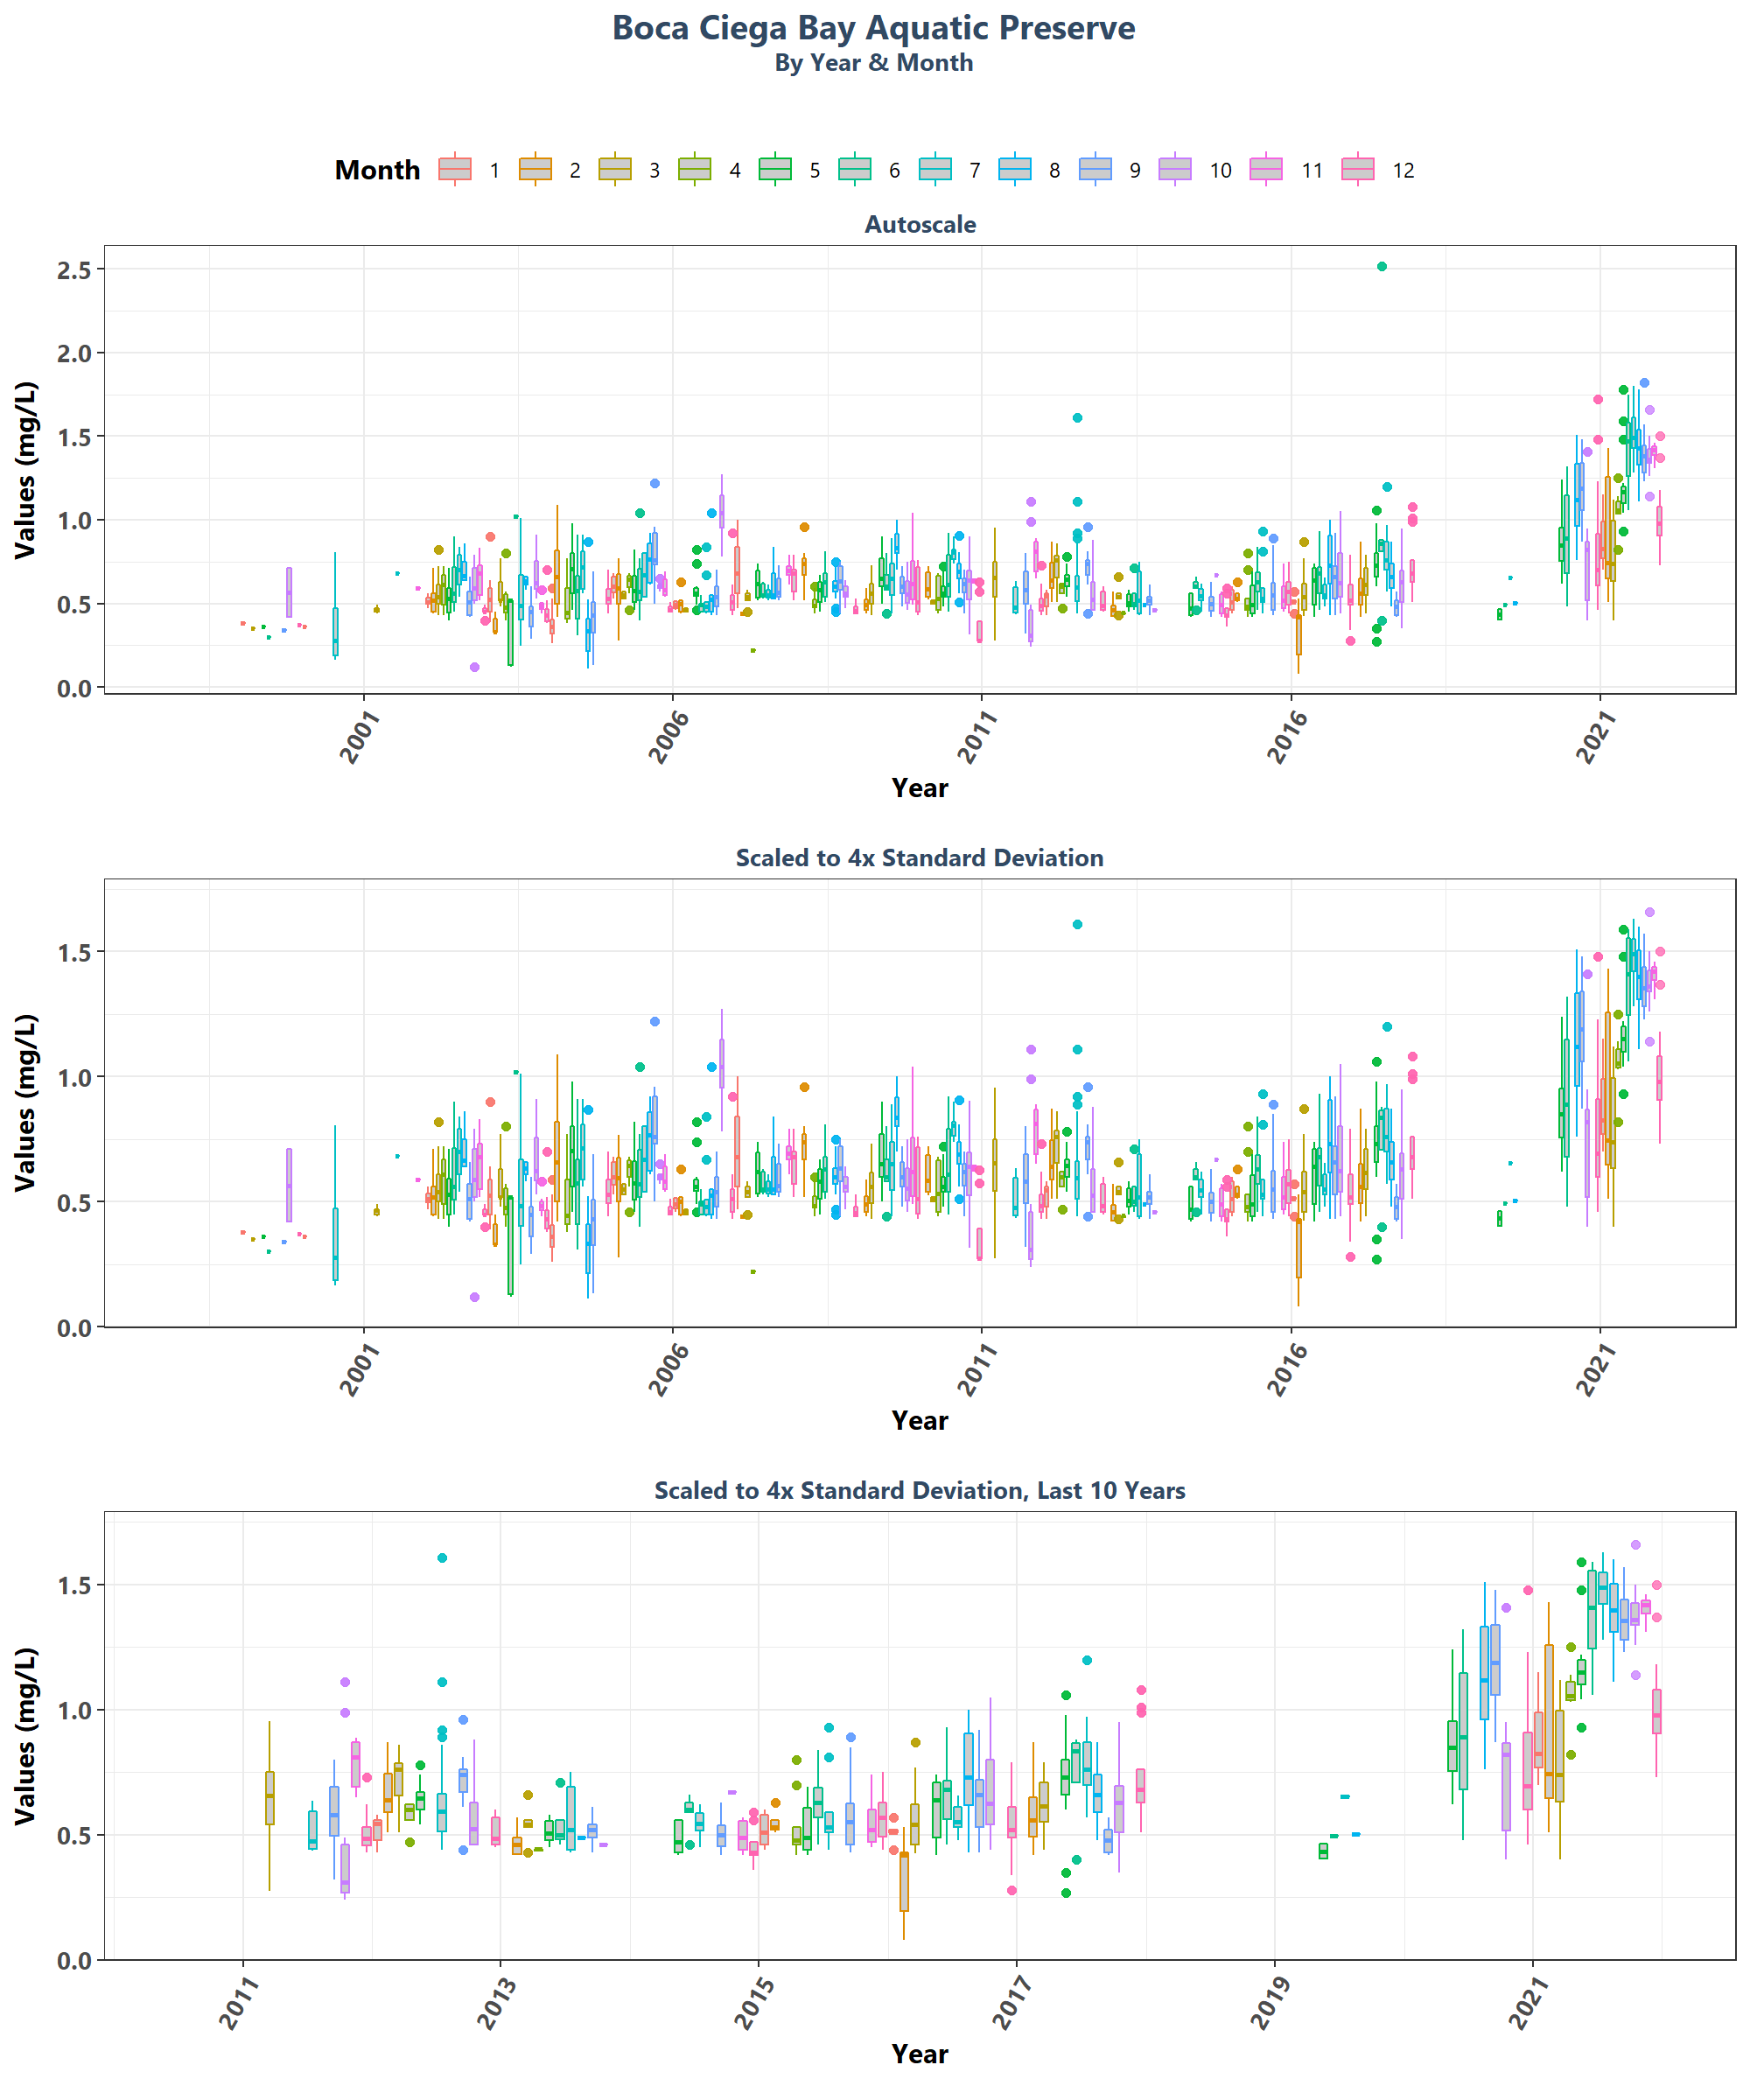 Boca Ciega Bay Aquatic Preserve
By Year & Month
Month 1 2 3 4 5 6 7 8 9 10 11 12
Autoscale
Values (mg/L)
2.5
2.0
1.5
1.0
0.5
0.0
2001 2006 2011 2016 2021
Year
Scaled to 4x Standard Deviation
Values (mg/L)
1.5
1.0
0.5
0.0
2001 2006 2011 2016 2021
Year
Scaled to 4x Standard Deviation, Last 10 Years
Values (mg/L)
1.5
1.0
0.5
0.0
2011 2013 2015 2017 2019 2021
Year